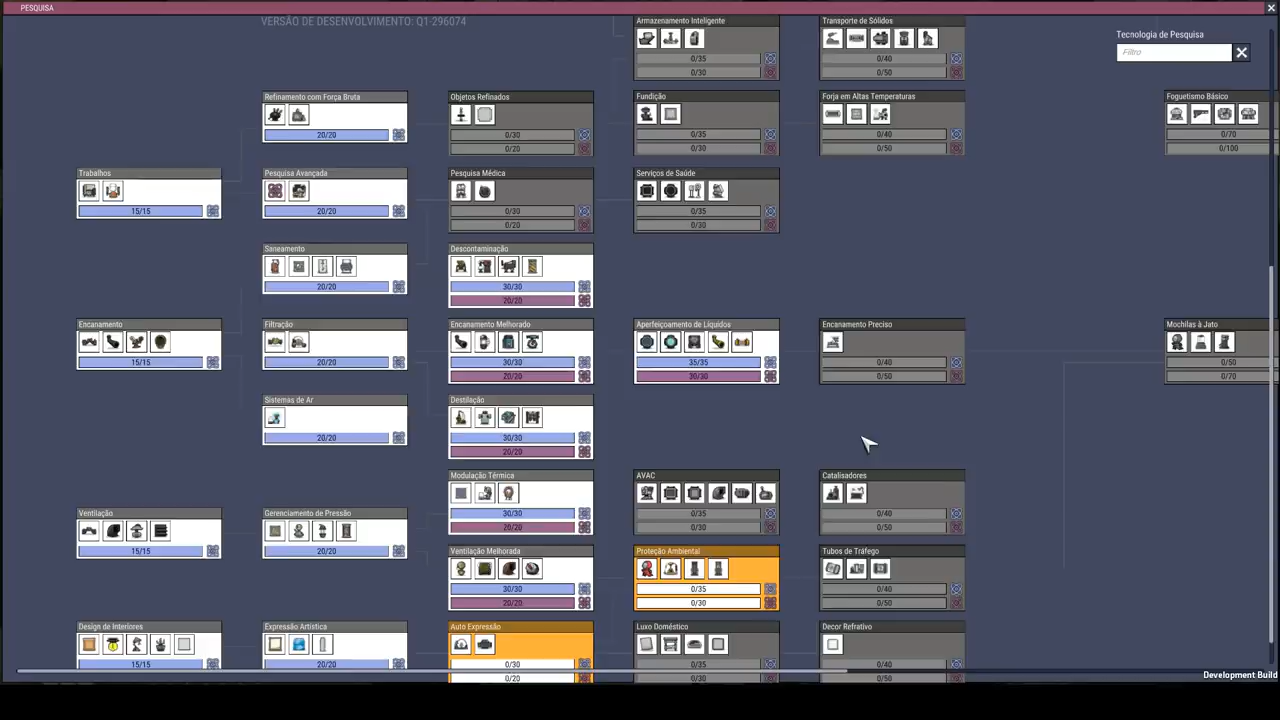 PESQUISA
VERSÃO DE DESENVOLVIMENTO: Q1-296074
Tecnologia de Pesquisa
Filtro
Armazenamento Inteligente
0/35
0/30
Transporte de Sólidos
0/40
0/50
Refinamento com Força Bruta
20/20
Objetos Refinados
0/30
0/20
Fundição
0/35
0/30
Forja em Altas Temperaturas
0/40
0/50
Foguetismo Básico
0/70
0/100
Trabalhos
15/15
Pesquisa Avançada
20/20
Pesquisa Médica
0/30
0/20
Serviços de Saúde
0/35
0/30
Saneamento
20/20
Descontaminação
30/30
20/20
Encanamento
15/15
Filtração
20/20
Encanamento Melhorado
30/30
20/20
Aperfeiçoamento de Líquidos
35/35
30/30
Encanamento Preciso
0/40
0/50
Mochilas à Jato
0/50
0/70
Sistemas de Ar
20/20
Destilação
30/30
20/20
Modulação Térmica
30/30
20/20
AVAC
0/35
0/30
Catalisadores
0/40
0/50
Ventilação
15/15
Gerenciamento de Pressão
20/20
Ventilação Melhorada
30/30
20/20
Proteção Ambiental
0/35
0/30
Tubos de Tráfego
0/40
0/50
Design de Interiores
15/15
Expressão Artística
20/20
Auto Expressão
0/30
0/20
Luxo Doméstico
0/35
0/30
Decor Refrativo
0/40
0/50
Development Build